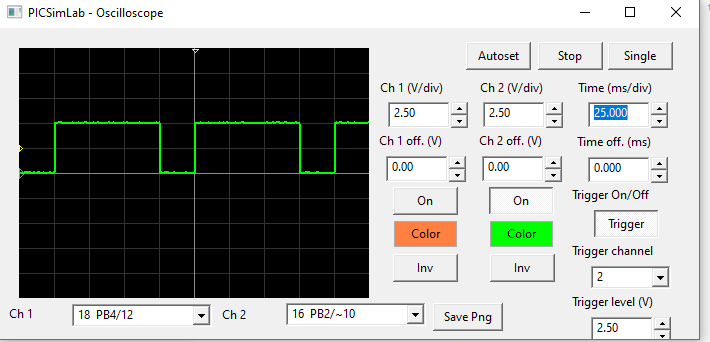 PICSimLab - Oscilloscope
Autoset Stop Single
Ch 1 (V/div) Ch 2 (V/div) Time (ms/div)
2.50 2.50 25.000
Ch 1 off. (V) Ch 2 off. (V) Time off. (ms)
0.00 0.00 0.000
On On Trigger On/Off
Color Color Trigger
Inv Inv Trigger channel
2
Trigger level (V)
Ch 1 18 PB4/12 Ch 2 16 PB2/~10 Save Png 2.50